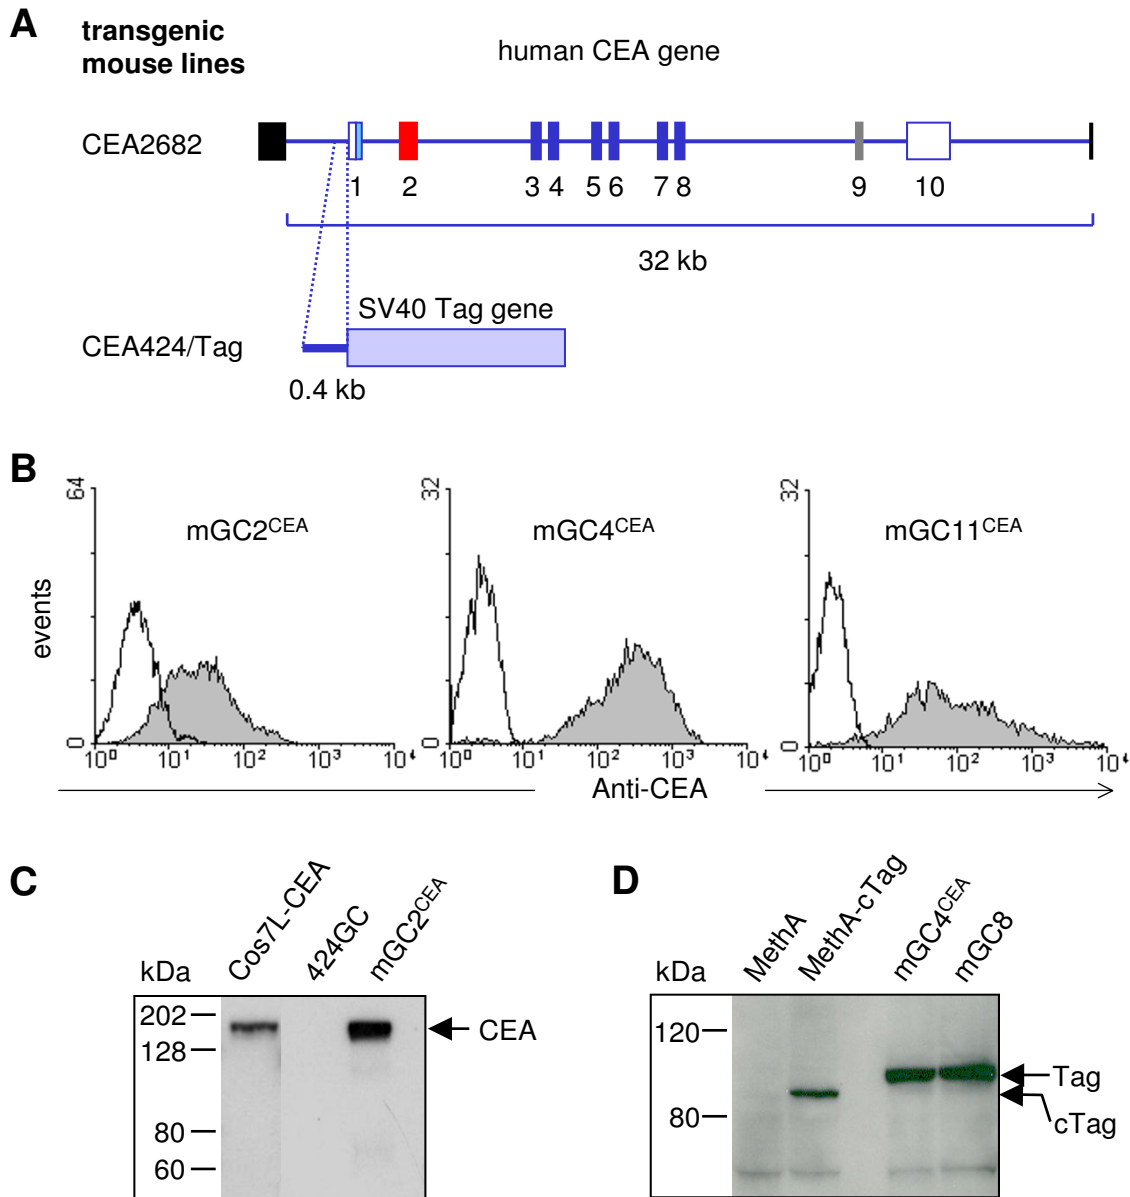 A
transgenic
mouse lines
human CEA gene
CEA2682
1 2 3 4 5 6 7 8 9 10
32 kb
SV40 Tag gene
CEA424/Tag
0.4 kb
B
64
32
32
mGC2CEA
mGC4CEA
mGC11CEA
events
0
0
0
10⁰ 10¹ 10² 10³ 10⁴
10⁰ 10¹ 10² 10³ 10⁴
10⁰ 10¹ 10² 10³ 10⁴
Anti-CEA
C
Cos7L-CEA
424GC
mGC2CEA
kDa
202
128
80
60
CEA
D
MethA
MethA-cTag
mGC4CEA
mGC8
kDa
120
80
Tag
cTag